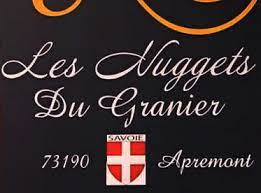 Les Nuggets
Du Granier
SAVOIE
73190 Apremont